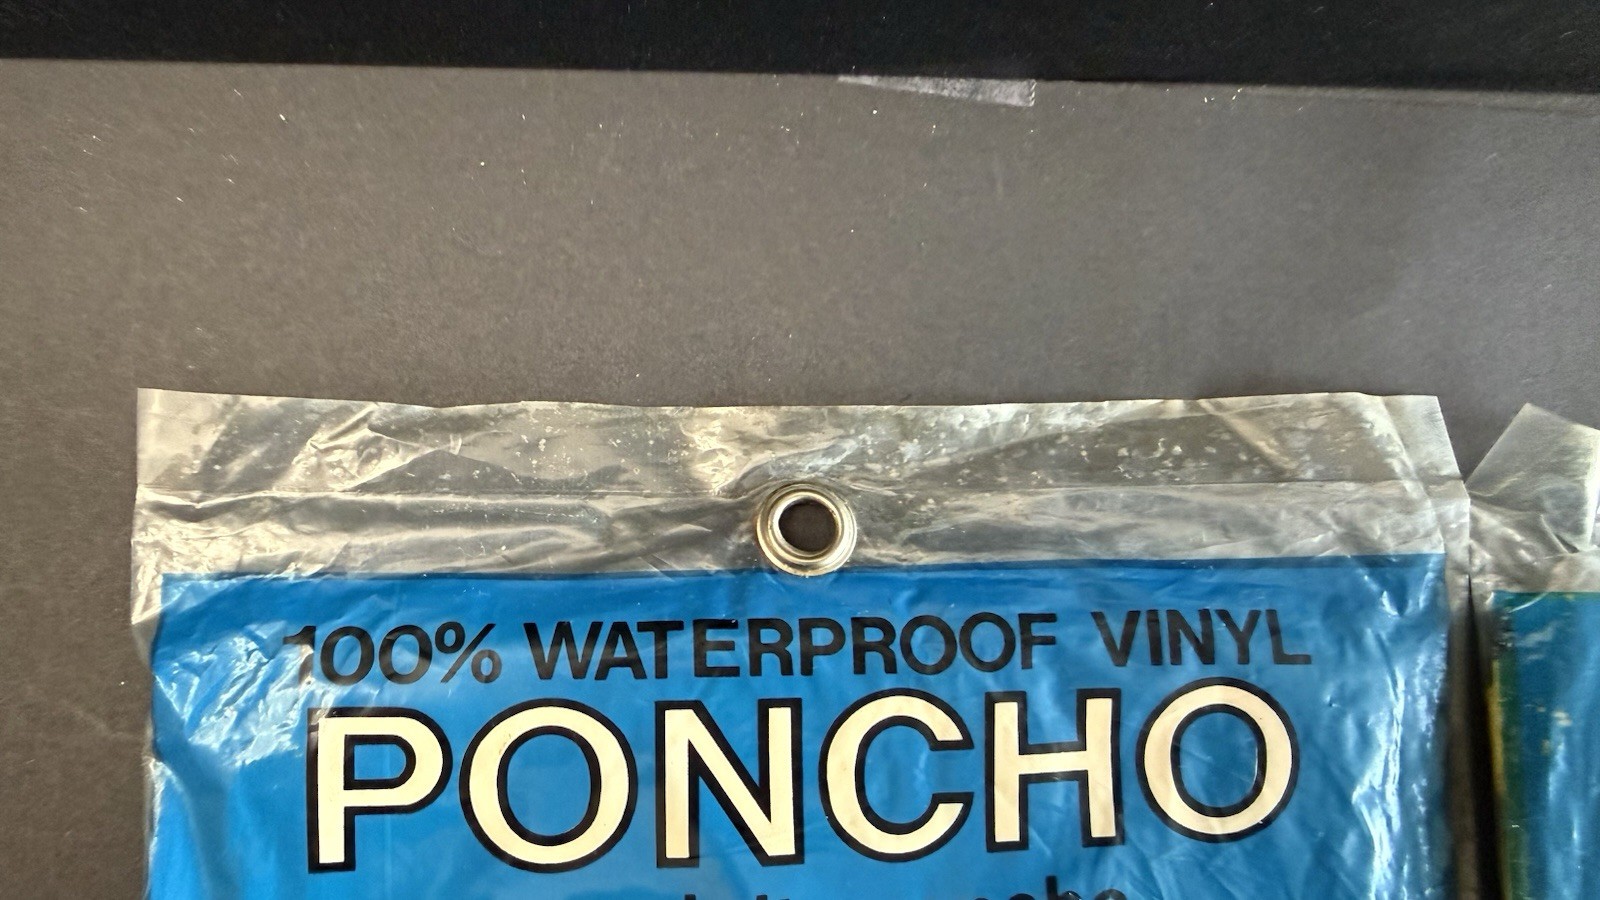 100% WATERPROOF VINYL
PONCHO